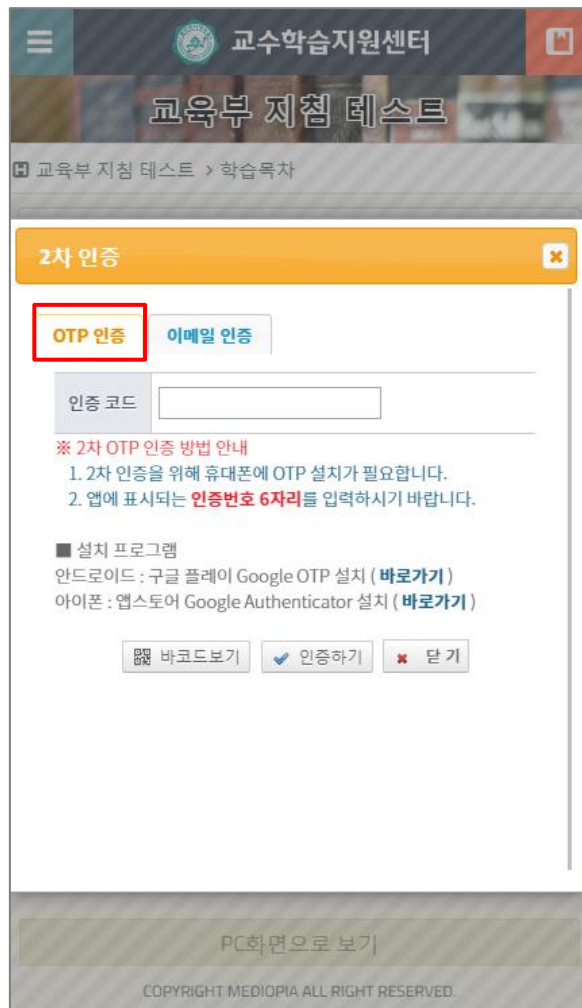 교수학습지원센터
교육부 지침 테스트
교육부 지침 테스트 > 학습목차
2차 인증
OTP 인증 이메일 인증
인증 코드
※ 2차 OTP 인증 방법 안내
1. 2차 인증을 위해 휴대폰에 OTP 설치가 필요합니다.
2. 앱에 표시되는 인증번호 6자리를 입력하시기 바랍니다.
■ 설치 프로그램
안드로이드 : 구글 플레이 Google OTP 설치 ( 바로가기 )
아이폰 : 앱스토어 Google Authenticator 설치 ( 바로가기 )
바코드보기 인증하기 닫 기
PC화면으로 보기
COPYRIGHT MEDIOPIA ALL RIGHT RESERVED.